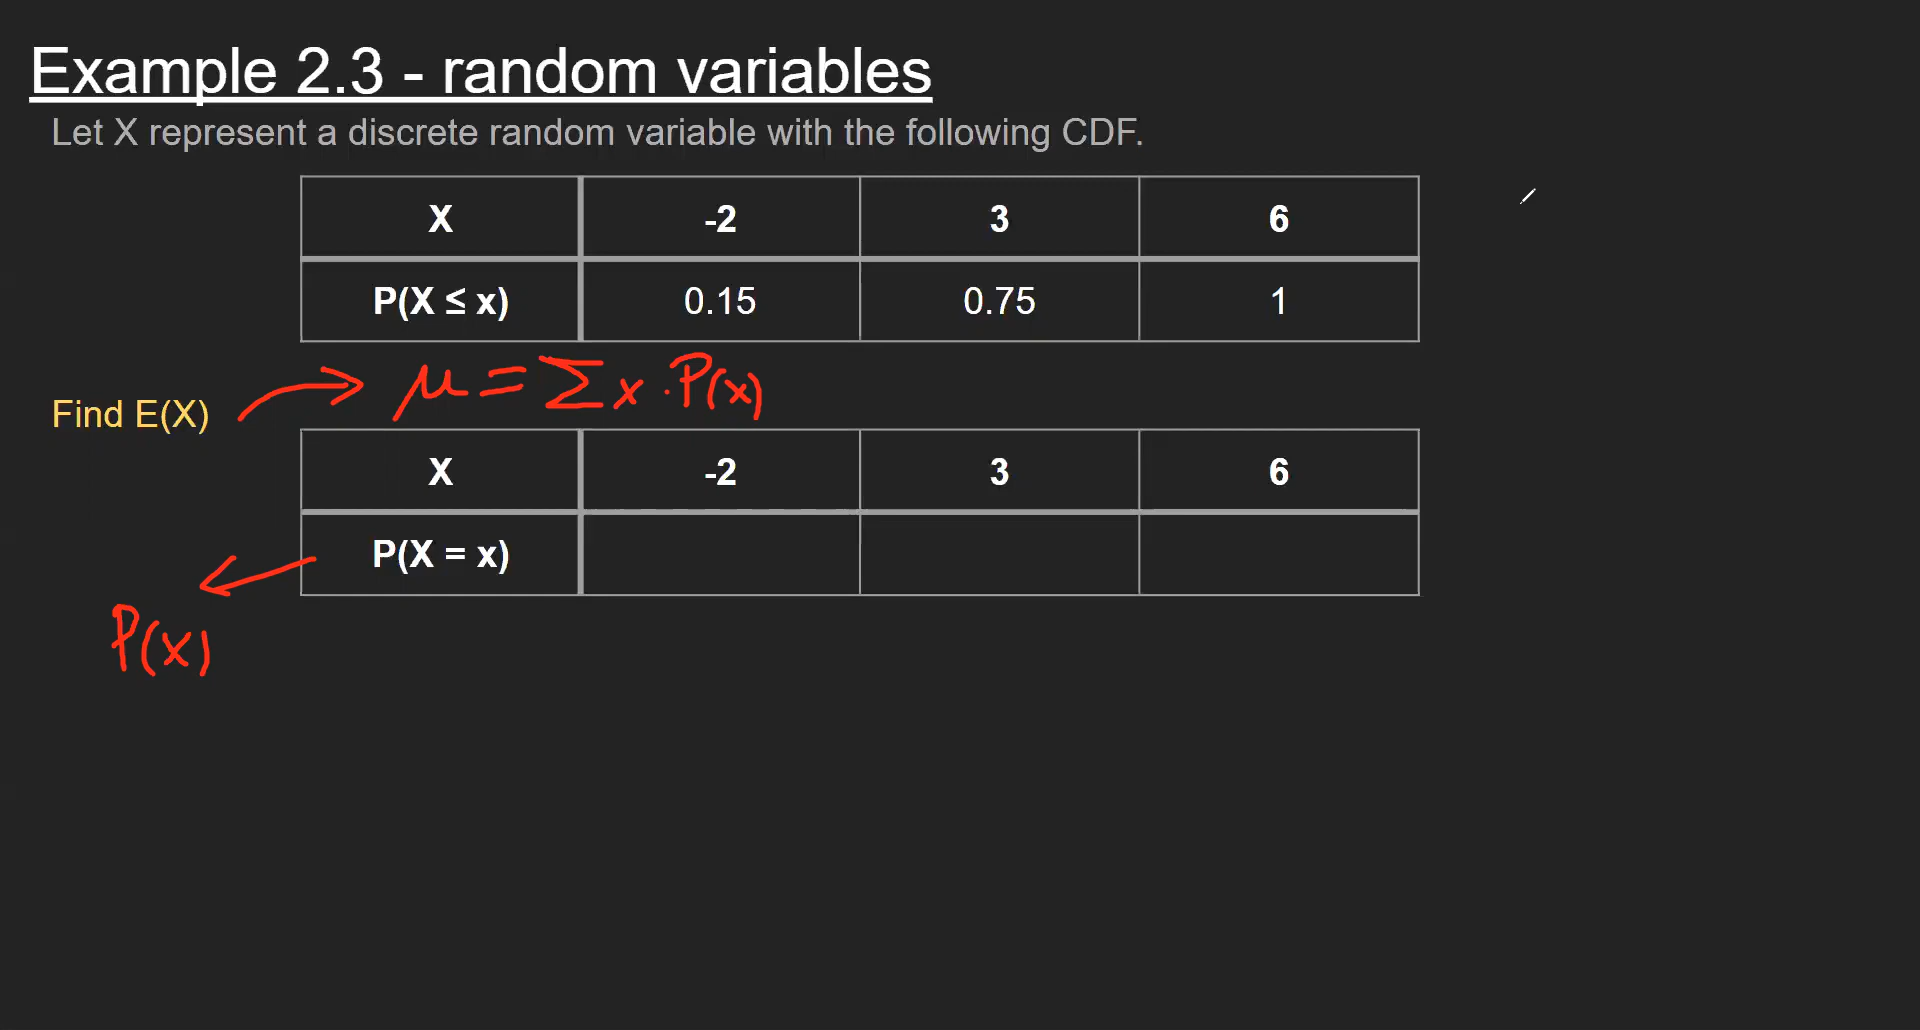 Example 2.3 - random variables
Let X represent a discrete random variable with the following CDF.
X -2 3 6
P(X ≤ x) 0.15 0.75 1
Find E(X) → μ = Σ x · P(x)
X -2 3 6
P(X = x)
P(x)